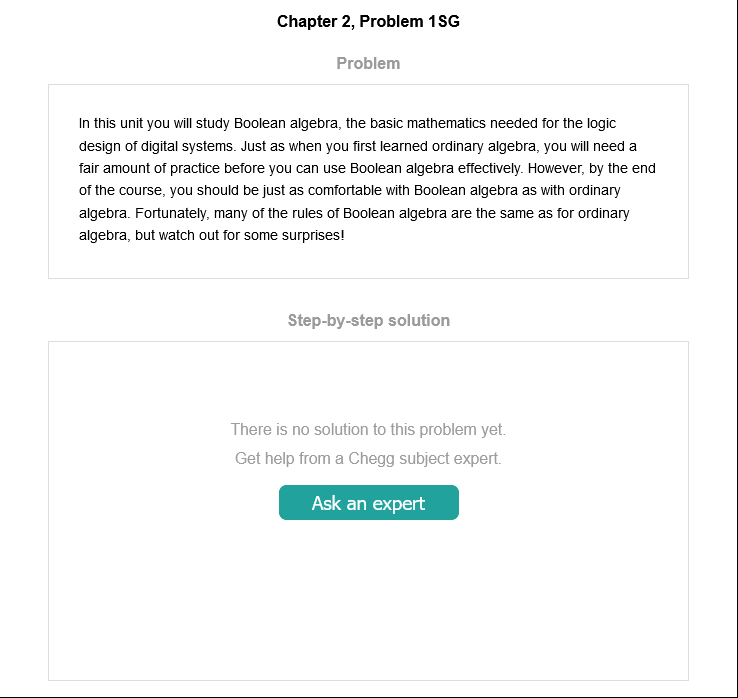 Chapter 2, Problem 1SG
Problem
In this unit you will study Boolean algebra, the basic mathematics needed for the logic
design of digital systems. Just as when you first learned ordinary algebra, you will need a
fair amount of practice before you can use Boolean algebra effectively. However, by the end
of the course, you should be just as comfortable with Boolean algebra as with ordinary
algebra. Fortunately, many of the rules of Boolean algebra are the same as for ordinary
algebra, but watch out for some surprises!
Step-by-step solution
There is no solution to this problem yet.
Get help from a Chegg subject expert.
Ask an expert